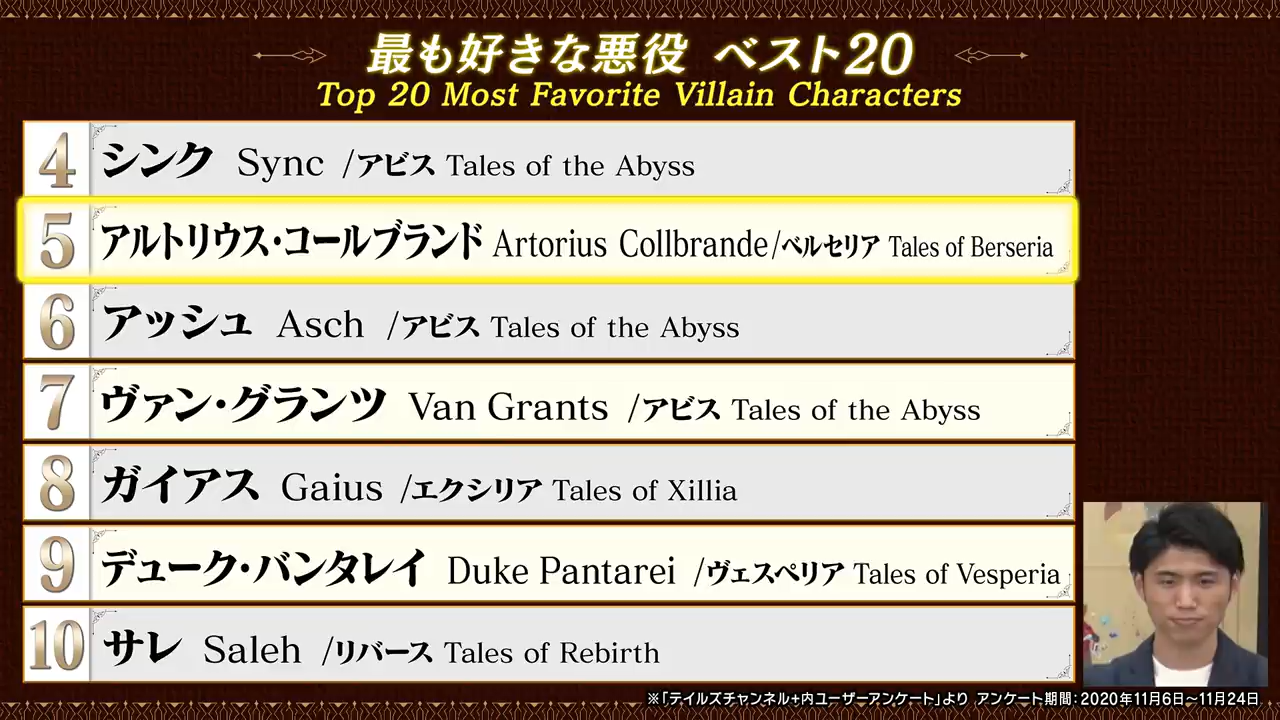 最も好きな悪役 ベスト20
Top 20 Most Favorite Villain Characters
4 シンク Sync /アビス Tales of the Abyss
5 アルトリウス・コールブランド Artorius Collbrande/ベルセリア Tales of Berseria
6 アッシュ Asch /アビス Tales of the Abyss
7 ヴァン・グランツ Van Grants /アビス Tales of the Abyss
8 ガイアス Gaius /エクシリア Tales of Xillia
9 デューク・バンタレイ Duke Pantarei /ヴェスペリア Tales of Vesperia
10 サレ Saleh /リバース Tales of Rebirth
※「テイルズチャンネル+内ユーザーアンケート」より アンケート期間：2020年11月6日～11月24日